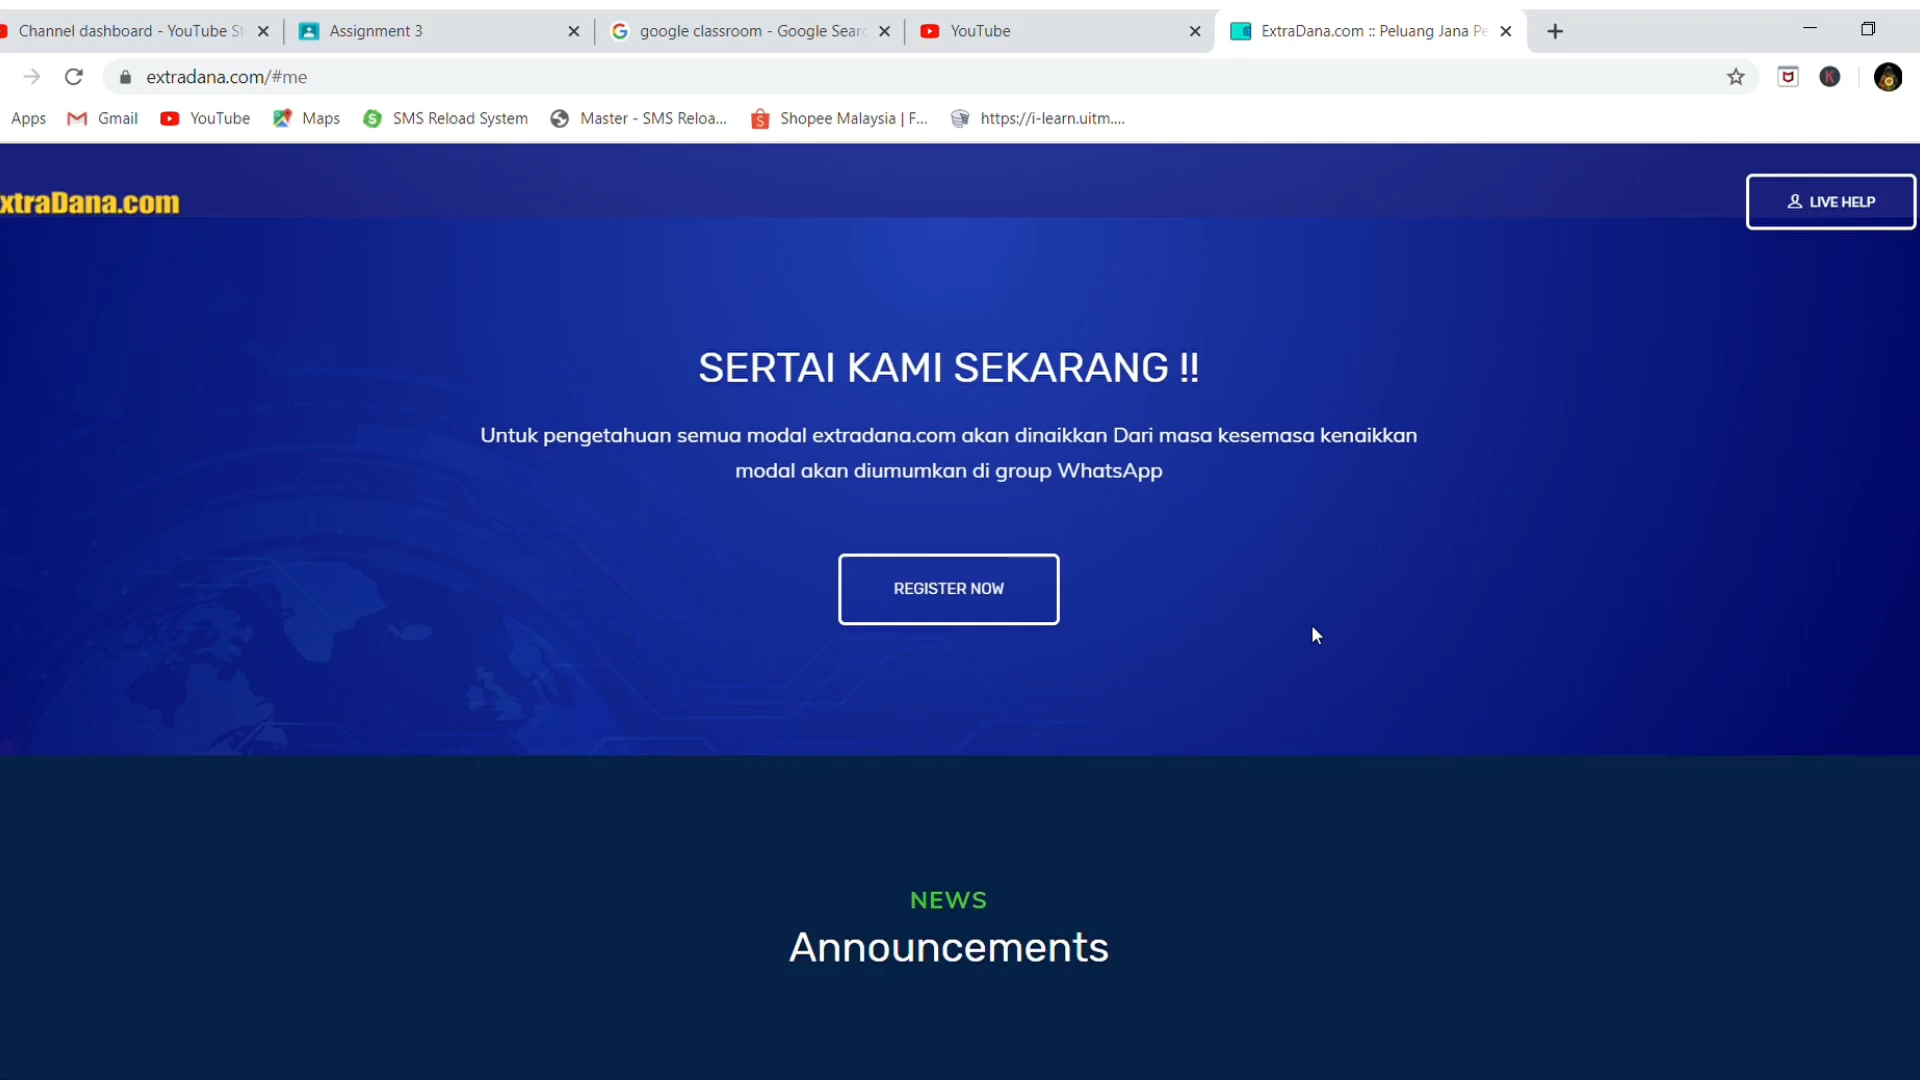 Channel dashboard - YouTube St
Assignment 3
google classroom - Google Searc
YouTube
ExtraDana.com :: Peluang Jana Pe
extradana.com/#me
K
Apps
Gmail
YouTube
Maps
SMS Reload System
Master - SMS Reloa...
Shopee Malaysia | F...
https://i-learn.uitm....
xtraDana.com
LIVE HELP
SERTAI KAMI SEKARANG !!
Untuk pengetahuan semua modal extradana.com akan dinaikkan Dari masa kesemasa kenaikkan
modal akan diumumkan di group WhatsApp
REGISTER NOW
NEWS
Announcements